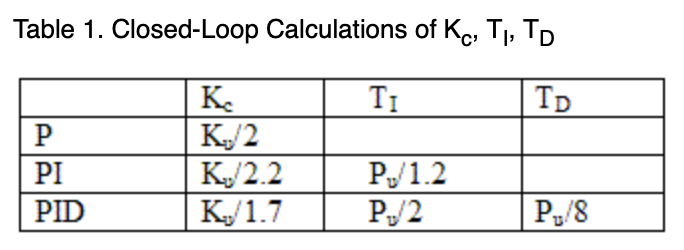 Table 1. Closed-Loop Calculations of Kc, TI, TD
Kc TI TD
P Ku/2
PI Ku/2.2 Pu/1.2
PID Ku/1.7 Pu/2 Pu/8